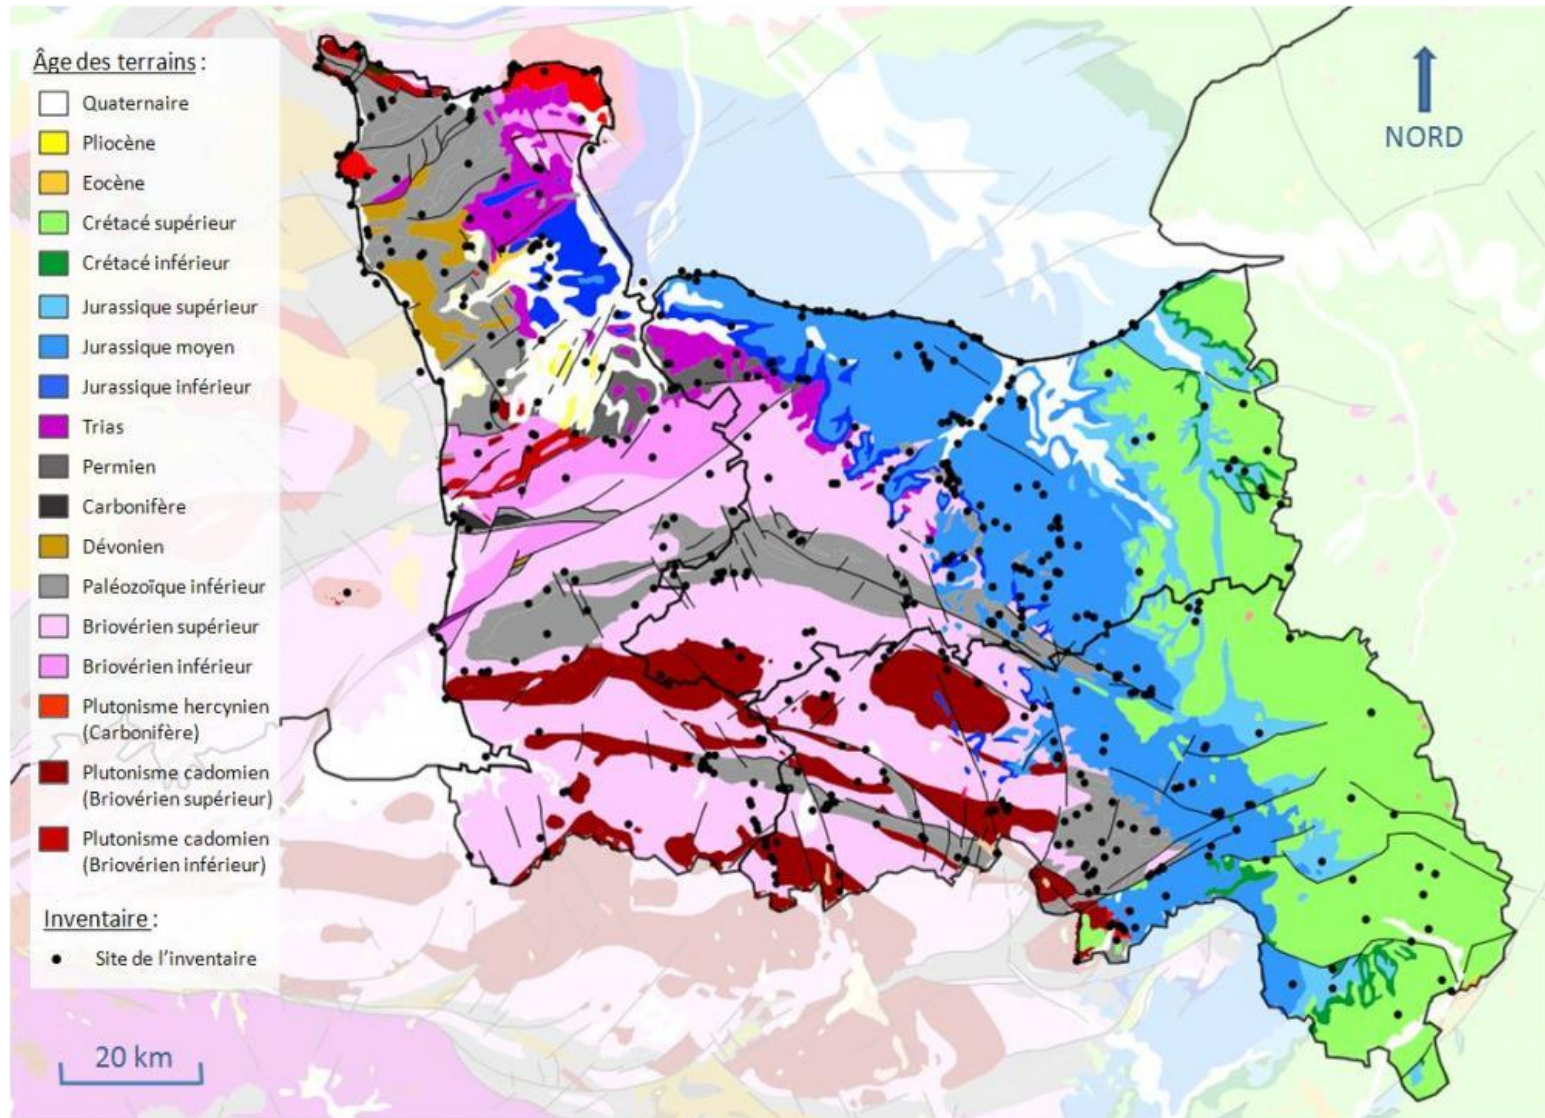 Âge des terrains :
Quaternaire
Pliocène
Eocène
Crétacé supérieur
Crétacé inférieur
Jurassique supérieur
Jurassique moyen
Jurassique inférieur
Trias
Permien
Carbonifère
Dévonien
Paléozoïque inférieur
Briovérien supérieur
Briovérien inférieur
Plutonisme hercynien
(Carbonifère)
Plutonisme cadomien
(Briovérien supérieur)
Plutonisme cadomien
(Briovérien inférieur)
Inventaire :
Site de l'inventaire
20 km
NORD